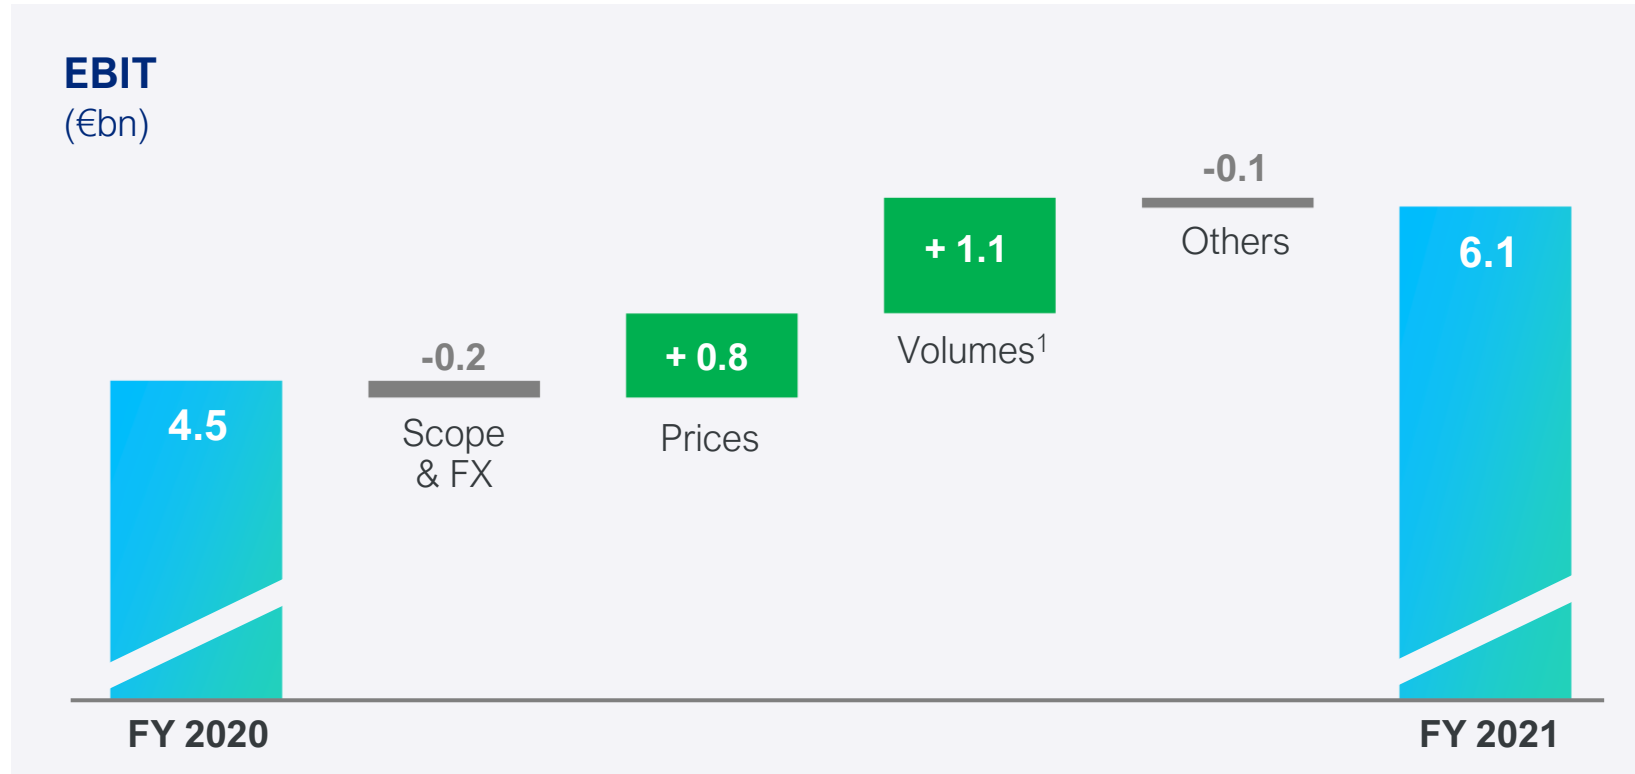 EBIT
(€bn)
4.5
-0.2
Scope
& FX
+ 0.8
Prices
+ 1.1
Volumes¹
-0.1
Others
6.1
FY 2020
FY 2021